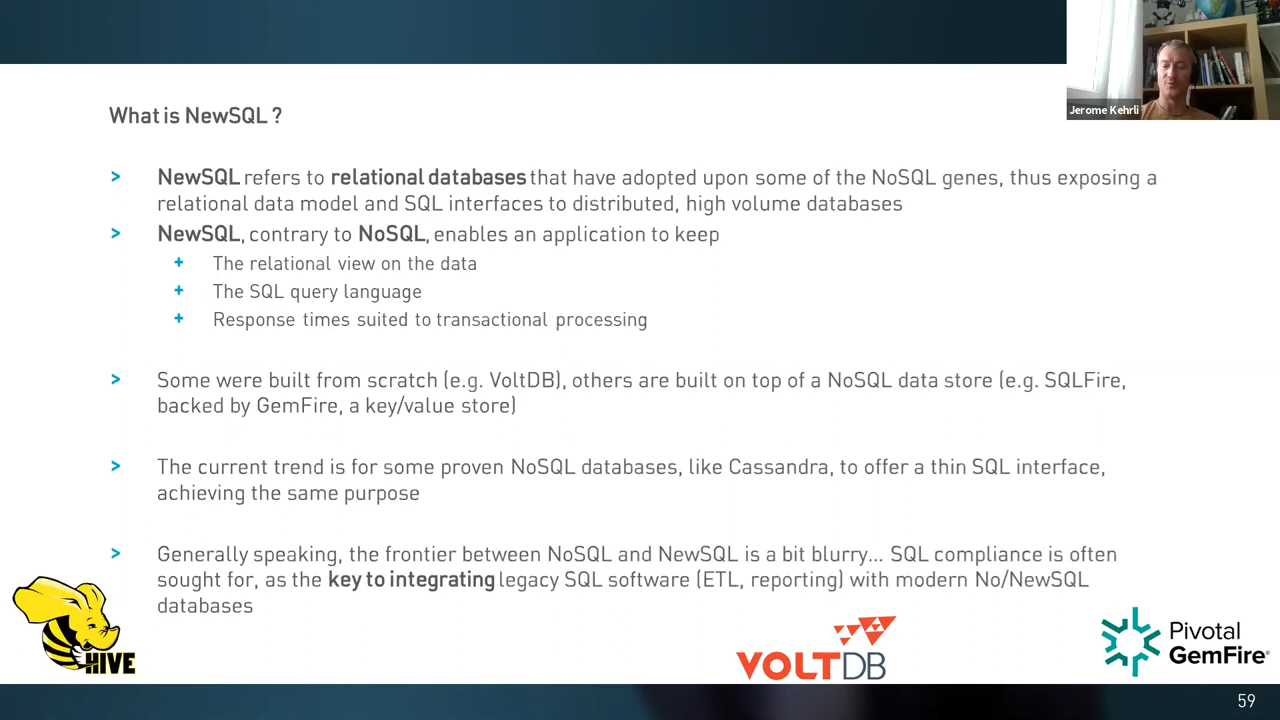 Jerome Kehrli
What is NewSQL ?
> NewSQL refers to relational databases that have adopted upon some of the NoSQL genes, thus exposing a
relational data model and SQL interfaces to distributed, high volume databases
> NewSQL, contrary to NoSQL, enables an application to keep
+ The relational view on the data
+ The SQL query language
+ Response times suited to transactional processing
> Some were built from scratch (e.g. VoltDB), others are built on top of a NoSQL data store (e.g. SQLFire,
backed by GemFire, a key/value store)
> The current trend is for some proven NoSQL databases, like Cassandra, to offer a thin SQL interface,
achieving the same purpose
> Generally speaking, the frontier between NoSQL and NewSQL is a bit blurry... SQL compliance is often
sought for, as the key to integrating legacy SQL software (ETL, reporting) with modern No/NewSQL
databases
HIVE
VOLTDB
Pivotal
GemFire®
59